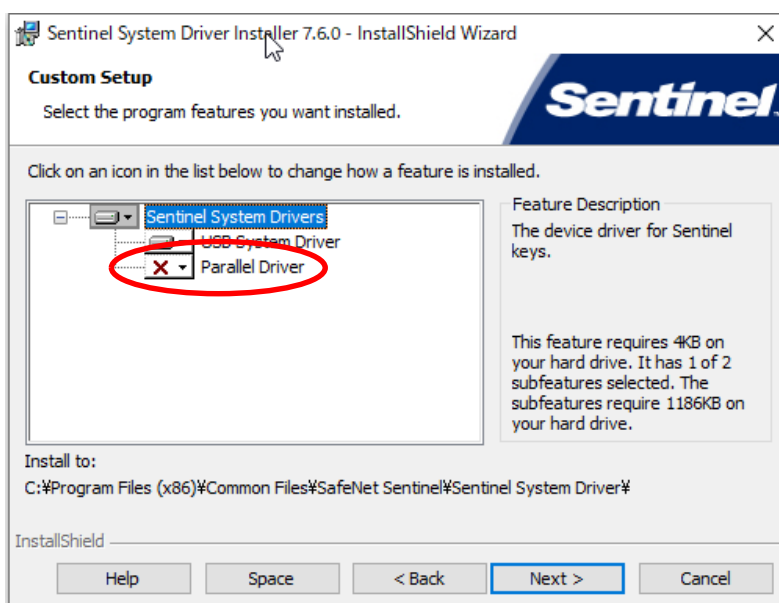 Sentinel System Driver Installer 7.6.0 - InstallShield Wizard
Custom Setup
Select the program features you want installed.
Sentinel.
Click on an icon in the list below to change how a feature is installed.
Sentinel System Drivers
USB System Driver
Parallel Driver
Feature Description
The device driver for Sentinel
keys.
This feature requires 4KB on
your hard drive. It has 1 of 2
subfeatures selected. The
subfeatures require 1186KB on
your hard drive.
Install to:
C:¥Program Files (x86)¥Common Files¥SafeNet Sentinel¥Sentinel System Driver¥
InstallShield
Help
Space
< Back
Next >
Cancel